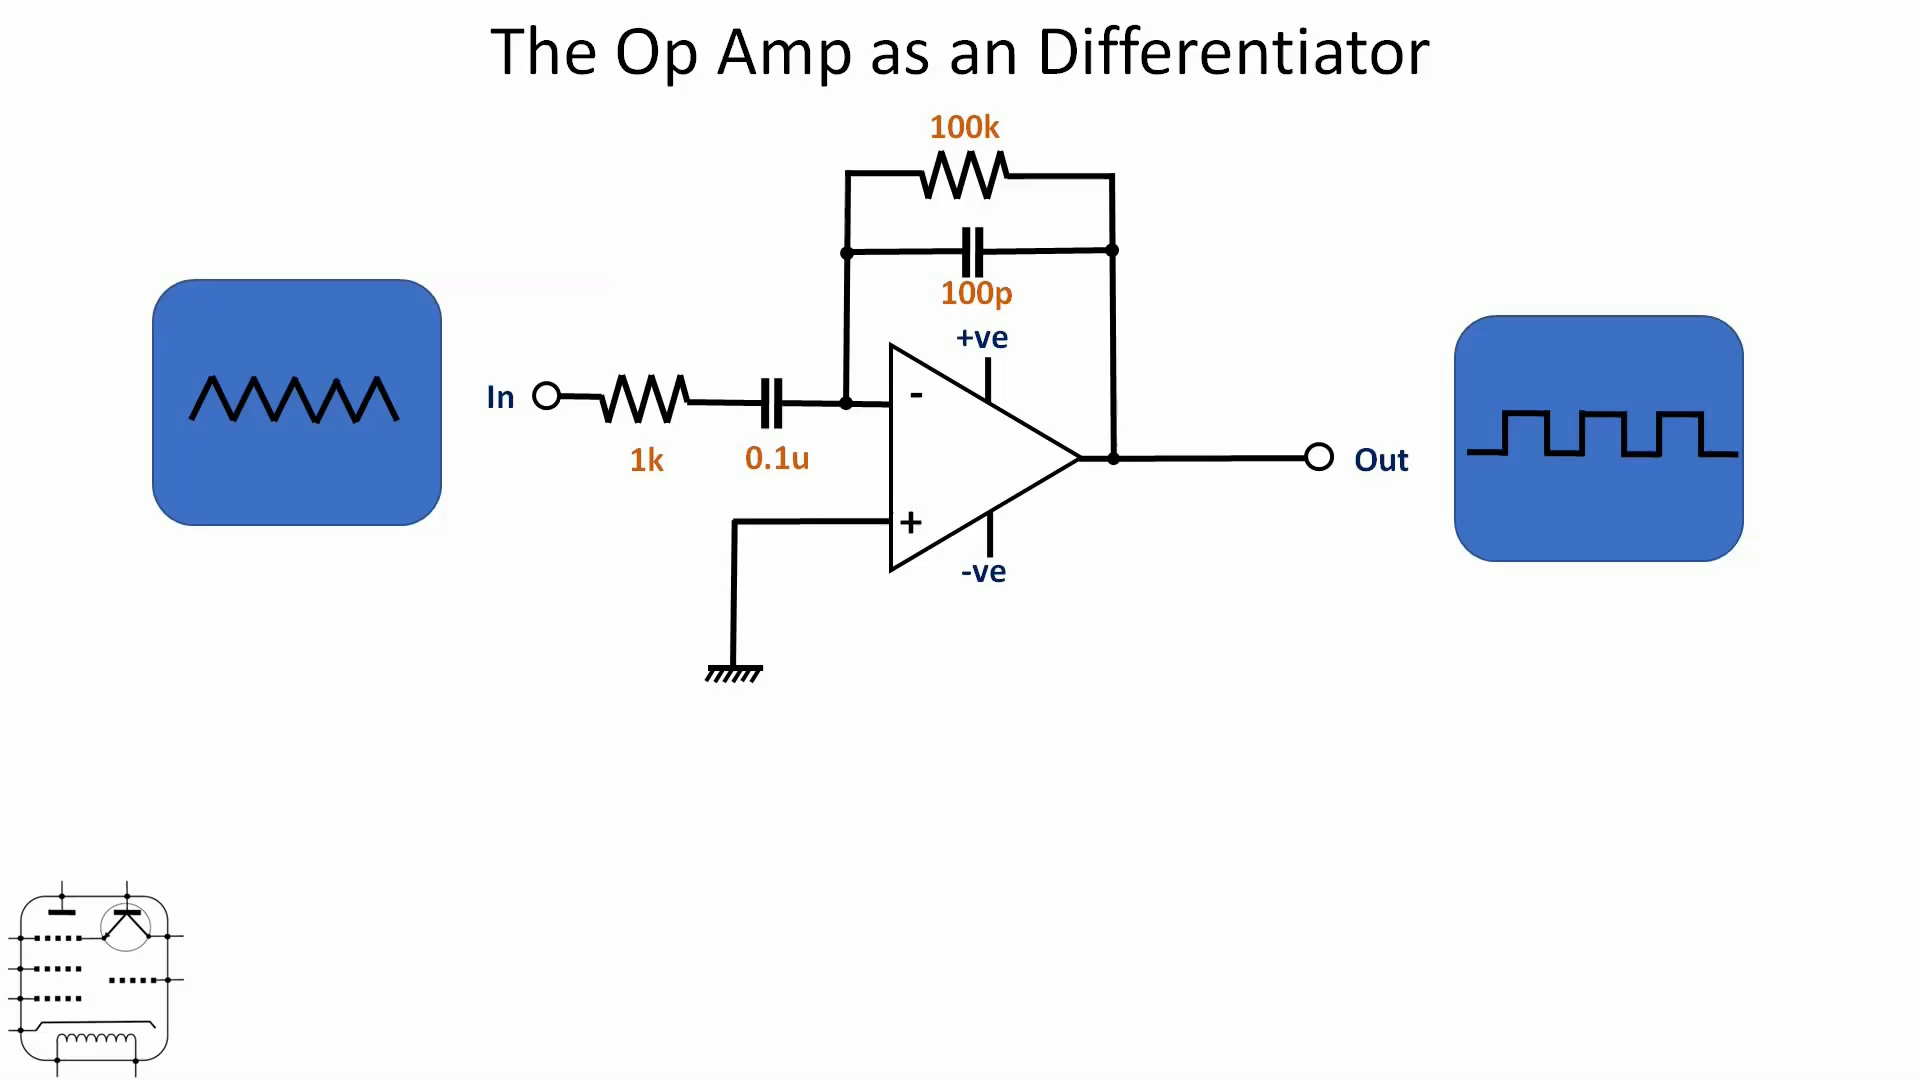 The Op Amp as an Differentiator
100k
100p
+ve
In
-
1k
0.1u
Out
+
-ve